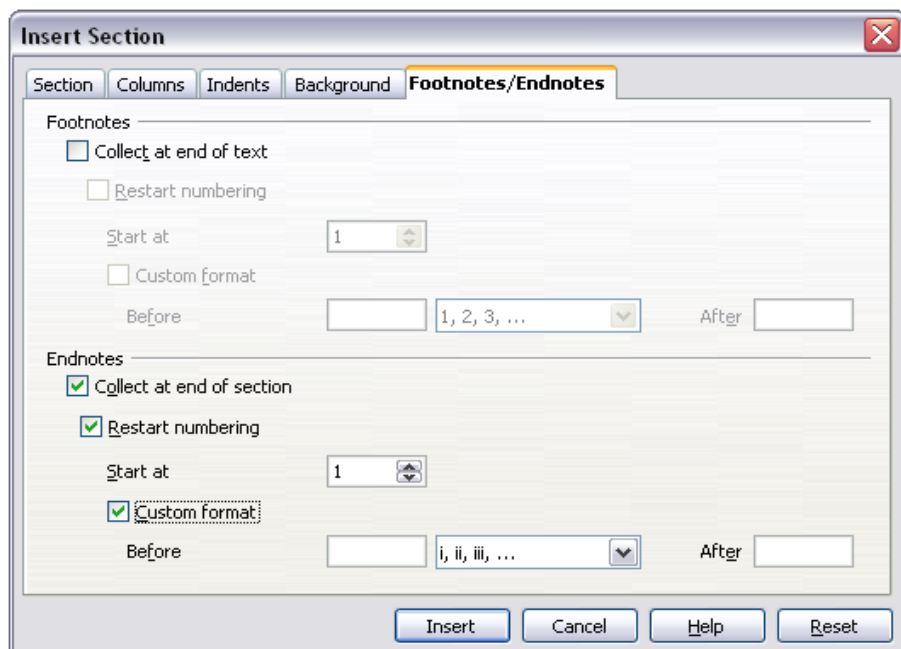 Insert Section
Section Columns Indents Background Footnotes/Endnotes
Footnotes
Collect at end of text
Restart numbering
Start at 1
Custom format
Before 1, 2, 3, ... After
Endnotes
Collect at end of section
Restart numbering
Start at 1
Custom format
Before i, ii, iii, ... After
Insert Cancel Help Reset